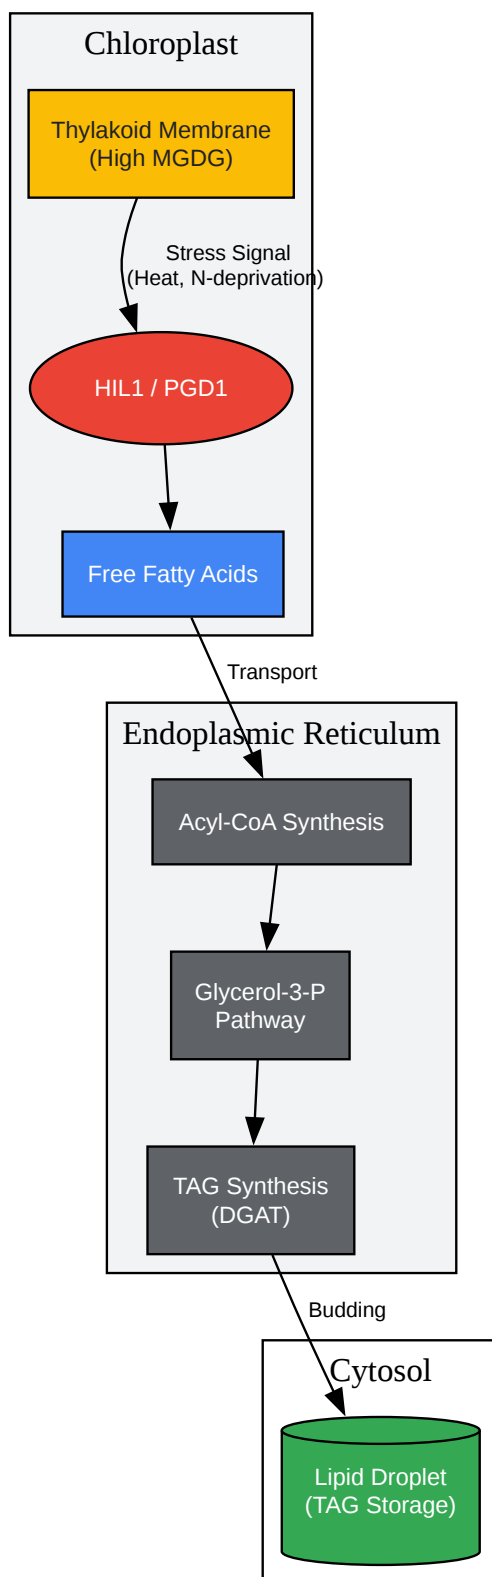 Chloroplast
Thylakoid Membrane
(High MGDG)
Stress Signal
(Heat, N-deprivation)
HIL1 / PGD1
Free Fatty Acids
Transport
Endoplasmic Reticulum
Acyl-CoA Synthesis
Glycerol-3-P
Pathway
TAG Synthesis
(DGAT)
Budding
Cytosol
Lipid Droplet
(TAG Storage)